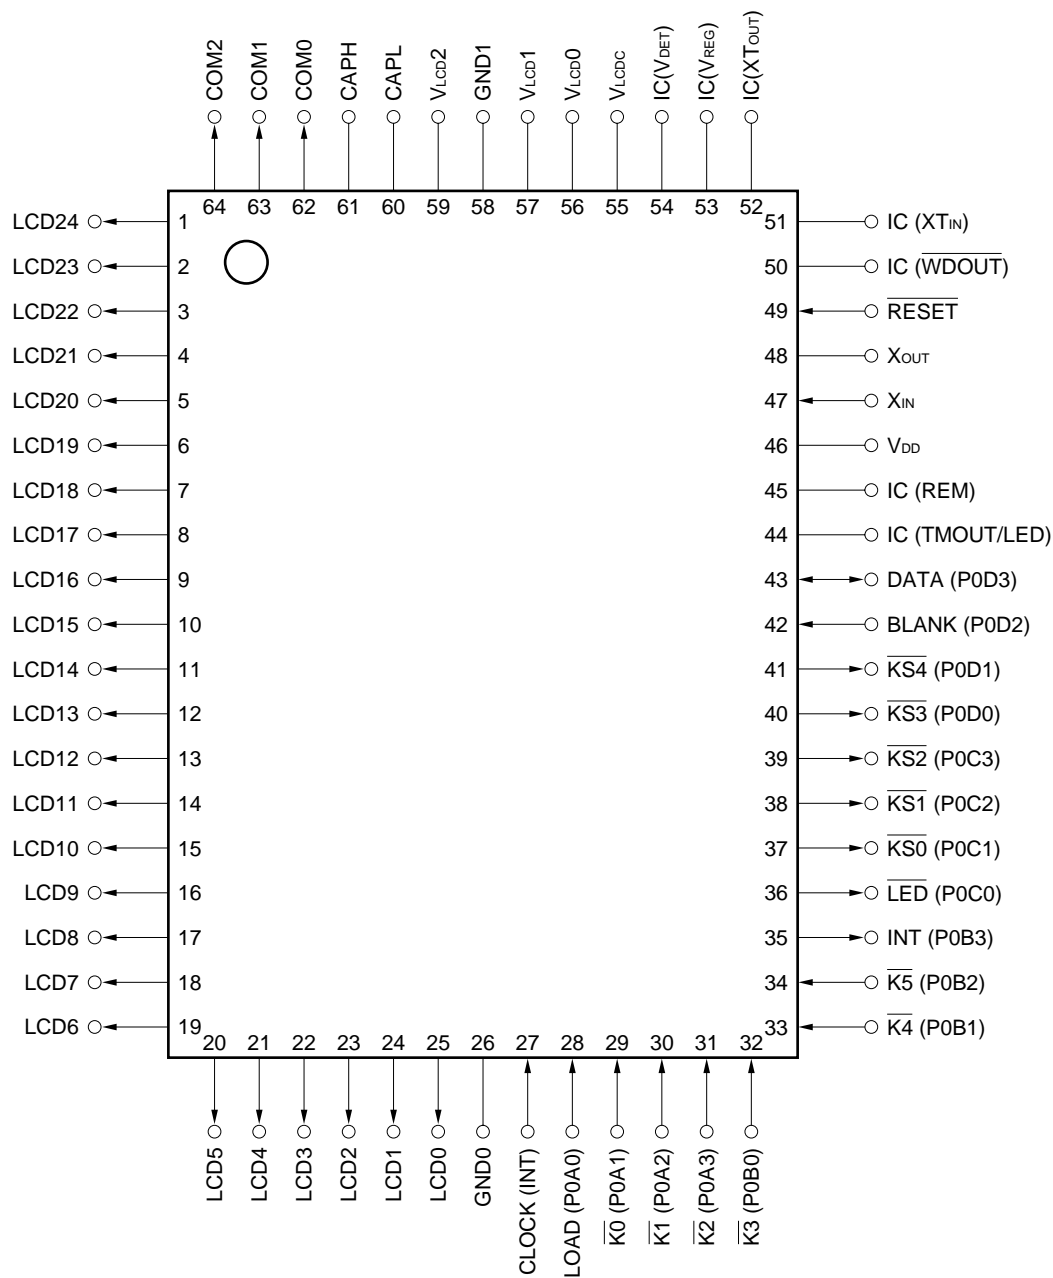 COM2
COM1
COM0
CAPH
CAPL
VLCD2
GND1
VLCD1
VLCD0
VLCDC
IC(VDET)
IC(VREG)
IC(XTOUT)
64
63
62
61
60
59
58
57
56
55
54
53
52
LCD24 1
LCD23 2
LCD22 3
LCD21 4
LCD20 5
LCD19 6
LCD18 7
LCD17 8
LCD16 9
LCD15 10
LCD14 11
LCD13 12
LCD12 13
LCD11 14
LCD10 15
LCD9 16
LCD8 17
LCD7 18
LCD6 19
51 IC (XTIN)
50 IC (WDOUT)
49 RESET
48 XOUT
47 XIN
46 VDD
45 IC (REM)
44 IC (TMOUT/LED)
43 DATA (P0D3)
42 BLANK (P0D2)
41 KS4 (P0D1)
40 KS3 (P0D0)
39 KS2 (P0C3)
38 KS1 (P0C2)
37 KS0 (P0C1)
36 LED (P0C0)
35 INT (P0B3)
34 K5 (P0B2)
33 K4 (P0B1)
20
21
22
23
24
25
26
27
28
29
30
31
32
LCD5
LCD4
LCD3
LCD2
LCD1
LCD0
GND0
CLOCK (INT)
LOAD (P0A0)
K0 (P0A1)
K1 (P0A2)
K2 (P0A3)
K3 (P0B0)